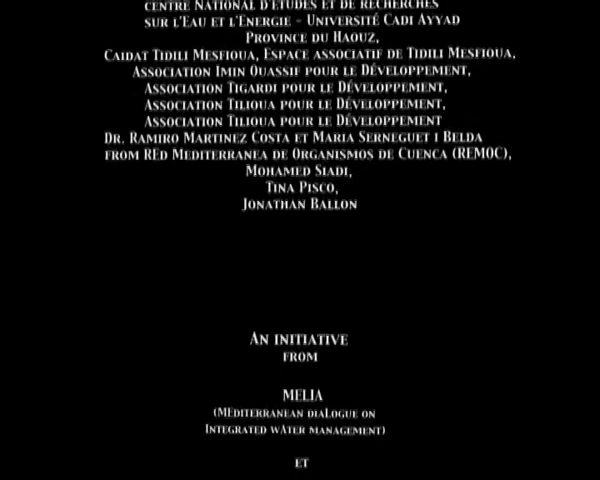 CENTRE NATIONAL D'ÉTUDES ET DE RECHERCHES
SUR L'EAU ET L'ENERGIE - UNIVERSITÉ CADI AYYAD
PROVINCE DU HAOUZ,
CAIDAT TIDILI MESFIOUA, ESPACE ASSOCIATIF DE TIDILI MESFIOUA,
ASSOCIATION IMIN OUASSIF POUR LE DÉVELOPPEMENT,
ASSOCIATION TIGARDI POUR LE DÉVELOPPEMENT,
ASSOCIATION TILIOUA POUR LE DÉVELOPPEMENT,
ASSOCIATION TILIOUA POUR LE DÉVELOPPEMENT
DR. RAMIRO MARTINEZ COSTA ET MARIA SERNEGUET I BELDA
FROM RED MEDITERRANEA DE ORGANISMOS DE CUENCA (REMOC),
MOHAMED SIADI,
TINA PISCO,
JONATHAN BALLON
AN INITIATIVE
FROM
MELIA
(MEDITERRANEAN DIALOGUE ON
INTEGRATED WATER MANAGEMENT)
ET